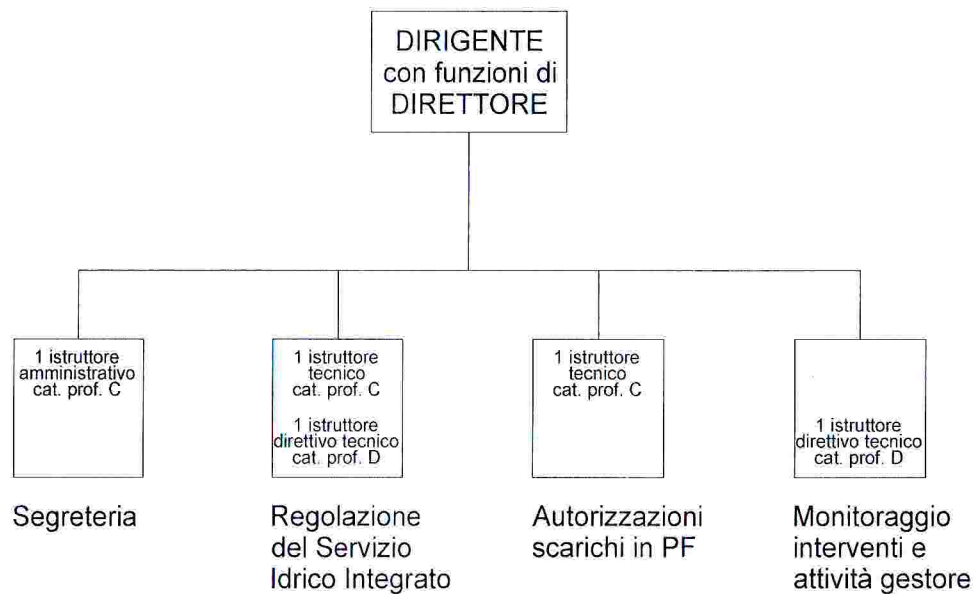 DIRIGENTE
con funzioni di
DIRETTORE
1 istruttore
amministrativo
cat. prof. C
1 istruttore
tecnico
cat. prof. C
1 istruttore
direttivo tecnico
cat. prof. D
1 istruttore
tecnico
cat. prof. C
1 istruttore
direttivo tecnico
cat. prof. D
Segreteria
Regolazione
del Servizio
Idrico Integrato
Autorizzazioni
scarichi in PF
Monitoraggio
interventi e
attività gestore